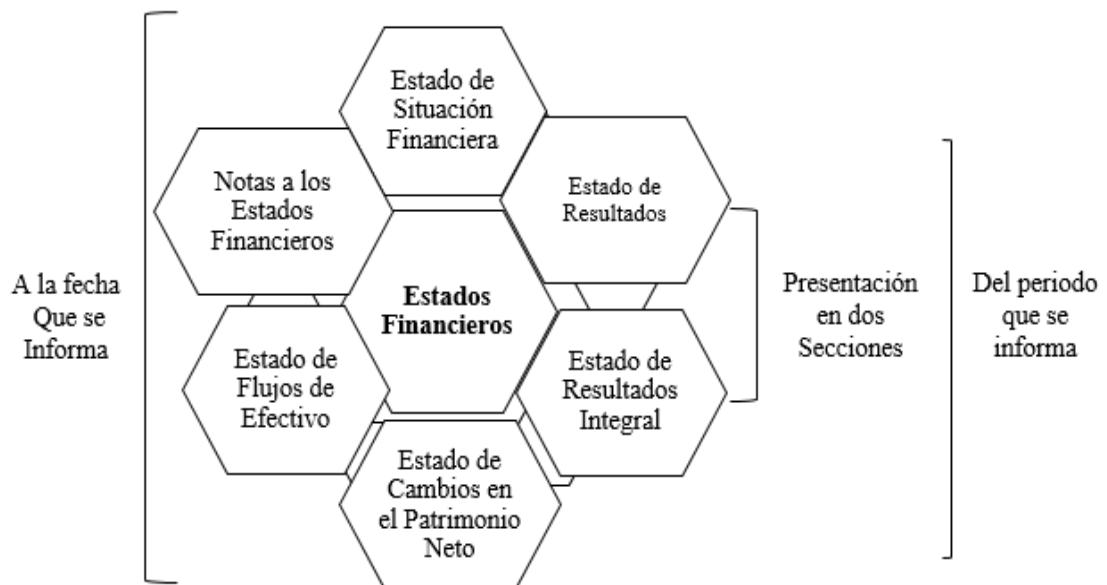 Estado de
Situación
Financiera
Notas a los
Estados
Financieros
Estado de
Resultados
A la fecha
Que se
Informa
Estados
Financieros
Presentación
en dos
Secciones
Del periodo
que se
informa
Estado de
Flujos de
Efectivo
Estado de
Resultados
Integral
Estado de
Cambios en
el Patrimonio
Neto